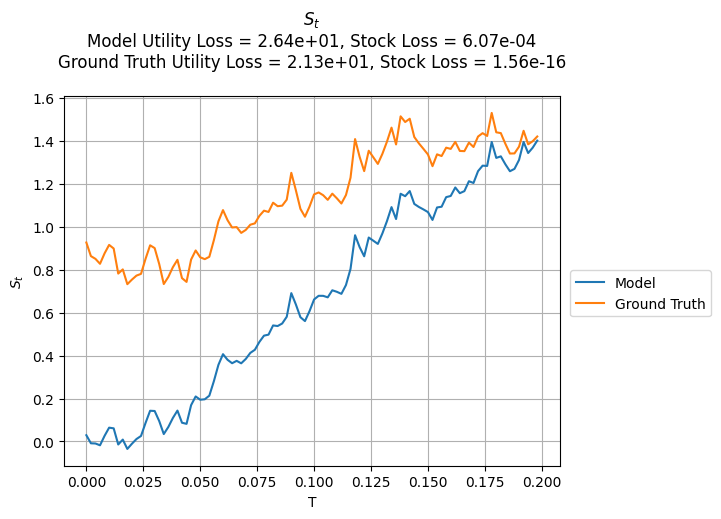 S_t
Model Utility Loss = 2.64e+01, Stock Loss = 6.07e-04
Ground Truth Utility Loss = 2.13e+01, Stock Loss = 1.56e-16
1.6
1.4
1.2
1.0
0.8
0.6
0.4
0.2
0.0
S_t
0.000
0.025
0.050
0.075
0.100
0.125
0.150
0.175
0.200
T
Model
Ground Truth